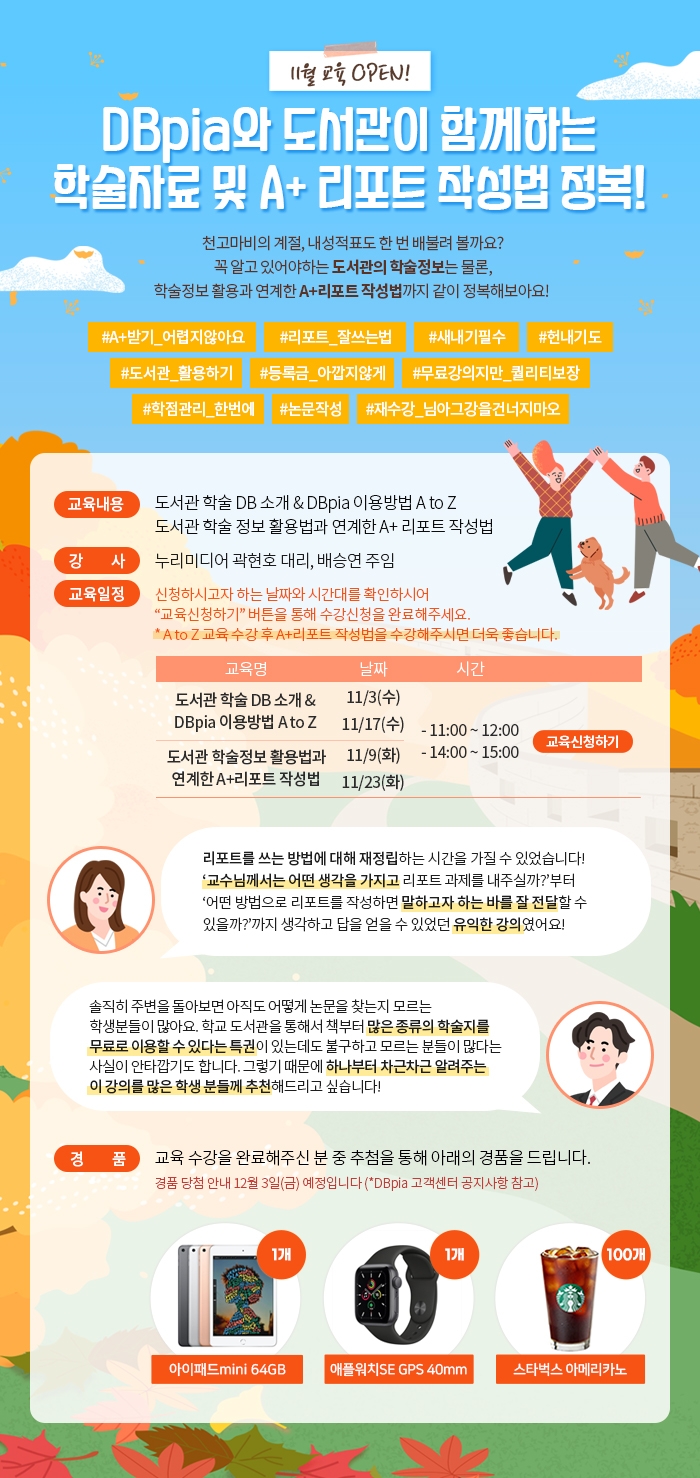 11월 교육 OPEN!
DBpia와 도서관이 함께하는
학술자료 및 A+ 리포트 작성법 정복!
천고마비의 계절, 내성적표도 한 번 배불려 볼까요?
꼭 알고 있어야하는 도서관의 학술정보는 물론,
학술정보 활용과 연계한 A+리포트 작성법까지 같이 정복해보아요!
#A+받기_어렵지않아요 #리포트_잘쓰는법 #새내기필수 #헌내기도
#도서관_활용하기 #등록금_아깝지않게 #무료강의지만_퀄리티보장
#학점관리_한번에 #논문작성 #재수강_님아그강을건너지마오
교육내용 도서관 학술 DB 소개 & DBpia 이용방법 A to Z
도서관 학술 정보 활용법과 연계한 A+ 리포트 작성법
강 사 누리미디어 곽현호 대리, 배승연 주임
교육일정 신청하시고자 하는 날짜와 시간대를 확인하시어
“교육신청하기” 버튼을 통해 수강신청을 완료해주세요.
* A to Z 교육 수강 후 A+리포트 작성법을 수강해주시면 더욱 좋습니다.
교육명 날짜 시간
도서관 학술 DB 소개 &
DBpia 이용방법 A to Z
11/3(수)
11/17(수)
도서관 학술정보 활용법과
연계한 A+리포트 작성법
11/9(화)
11/23(화)
- 11:00 ~ 12:00
- 14:00 ~ 15:00
교육신청하기
리포트를 쓰는 방법에 대해 재정립하는 시간을 가질 수 있었습니다!
‘교수님께서는 어떤 생각을 가지고 리포트 과제를 내주실까?’부터
‘어떤 방법으로 리포트를 작성하면 말하고자 하는 바를 잘 전달할 수
있을까?’까지 생각하고 답을 얻을 수 있었던 유익한 강의였어요!
솔직히 주변을 돌아보면 아직도 어떻게 논문을 찾는지 모르는
학생분들이 많아요. 학교 도서관을 통해서 책부터 많은 종류의 학술지를
무료로 이용할 수 있다는 특권이 있는데도 불구하고 모르는 분들이 많다는
사실이 안타깝기도 합니다. 그렇기 때문에 하나부터 차근차근 알려주는
이 강의를 많은 학생 분들께 추천해드리고 싶습니다!
경 품 교육 수강을 완료해주신 분 중 추첨을 통해 아래의 경품을 드립니다.
경품 당첨 안내 12월 3일(금) 예정입니다 (*DBpia 고객센터 공지사항 참고)
1개
1개
100개
아이패드mini 64GB
애플워치SE GPS 40mm
스타벅스 아메리카노